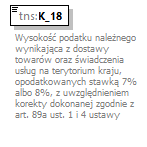 tns:K_18
Wysokość podatku należnego
wynikająca z dostawy
towarów oraz świadczenia
usług na terytorium kraju,
opodatkowanych stawką 7%
albo 8%, z uwzględnieniem
korekty dokonanej zgodnie z
art. 89a ust. 1 i 4 ustawy